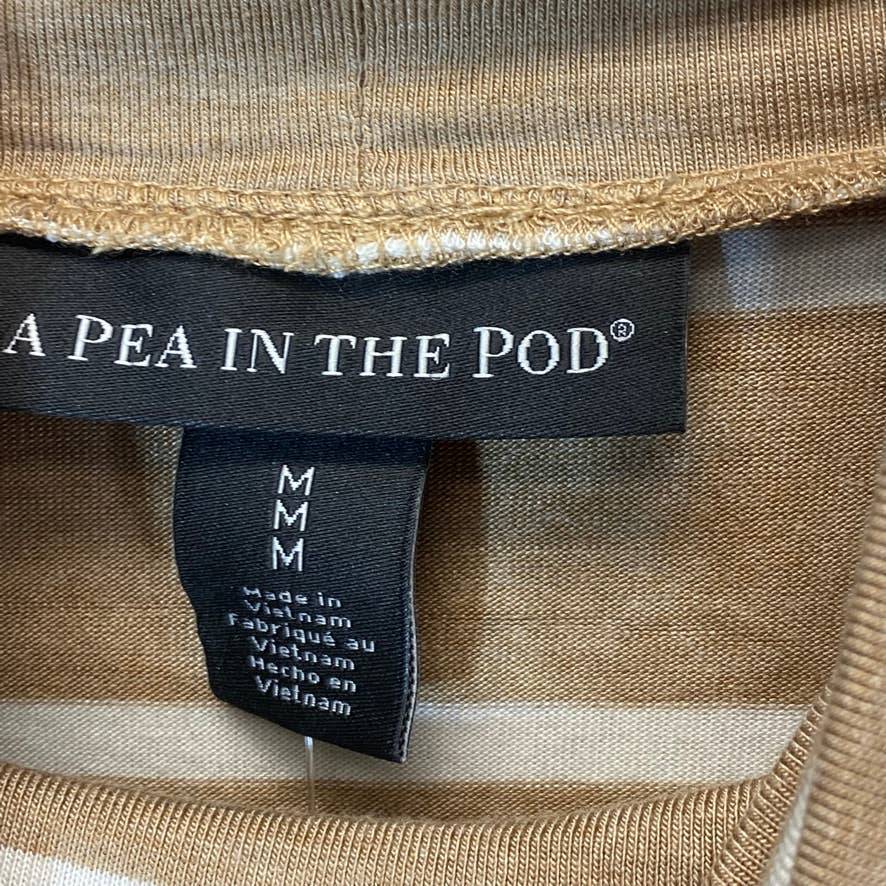 A PEA IN THE POD®
M
M
M
Made in
Vietnam
Fabriqué au
Vietnam
Hecho en
Vietnam